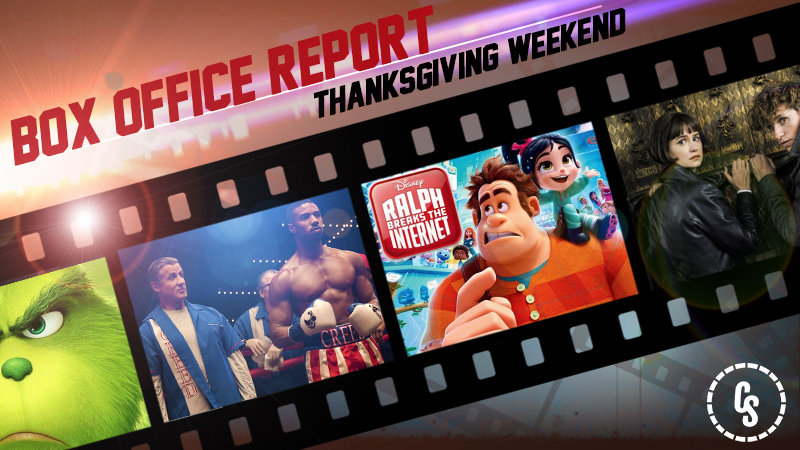 BOX OFFICE REPORT
THANKSGIVING WEEKEND
Disney
RALPH
BREAKS THE
INTERNET
CREED
CS